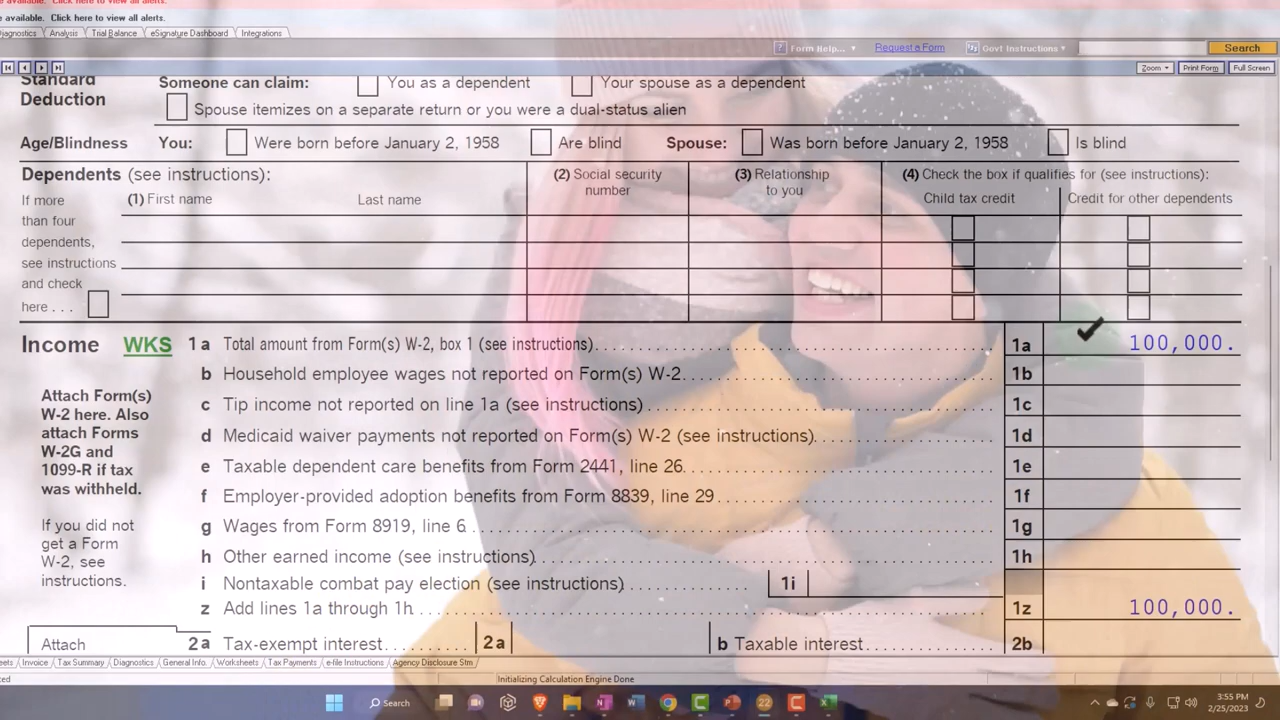 e available. Click here to view all alerts.
e available. Click here to view all alerts.
iagnostics Analysis Trial Balance eSignature Dashboard Integrations
Form Help... Request a Form Govt Instructions Search
Zoom Print Form Full Screen
Standard Deduction
Someone can claim: You as a dependent Your spouse as a dependent
Spouse itemizes on a separate return or you were a dual-status alien
Age/Blindness You: Were born before January 2, 1958 Are blind Spouse: Was born before January 2, 1958 Is blind
Dependents (see instructions):
(2) Social security number
(3) Relationship to you
(4) Check the box if qualifies for (see instructions):
(1) First name Last name
Child tax credit Credit for other dependents
If more
than four
dependents,
see instructions
and check
here . . .
Income WKS 1 a Total amount from Form(s) W-2, box 1 (see instructions) 1a 100,000.
b Household employee wages not reported on Form(s) W-2 1b
c Tip income not reported on line 1a (see instructions) 1c
d Medicaid waiver payments not reported on Form(s) W-2 (see instructions) 1d
e Taxable dependent care benefits from Form 2441, line 26 1e
f Employer-provided adoption benefits from Form 8839, line 29 1f
g Wages from Form 8919, line 6 1g
h Other earned income (see instructions) 1h
i Nontaxable combat pay election (see instructions) 1i
z Add lines 1a through 1h 1z 100,000.
Attach Form(s)
W-2 here. Also
attach Forms
W-2G and
1099-R if tax
was withheld.
If you did not
get a Form
W-2, see
instructions.
Attach 2a Tax-exempt interest 2a b Taxable interest 2b
eets Invoice Tax Summary Diagnostics General Info. Worksheets Tax Payments e-file Instructions Agency Disclosure Stm
ted Initializing Calculation Engine Done
Search 22 3:55 PM
2/25/2023